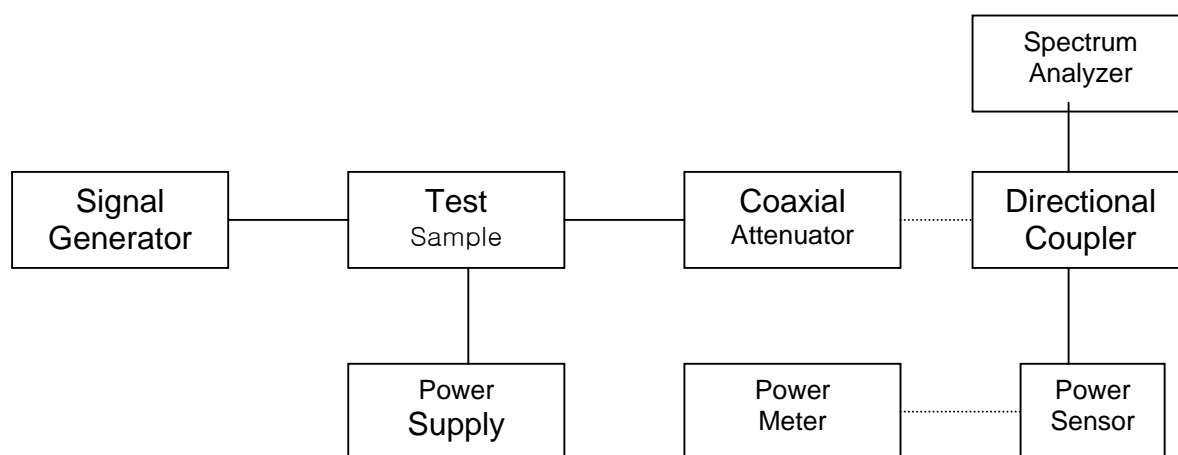 Spectrum
Analyzer
Signal
Generator
Test
Sample
Coaxial
Attenuator
Directional
Coupler
Power
Supply
Power
Meter
Power
Sensor